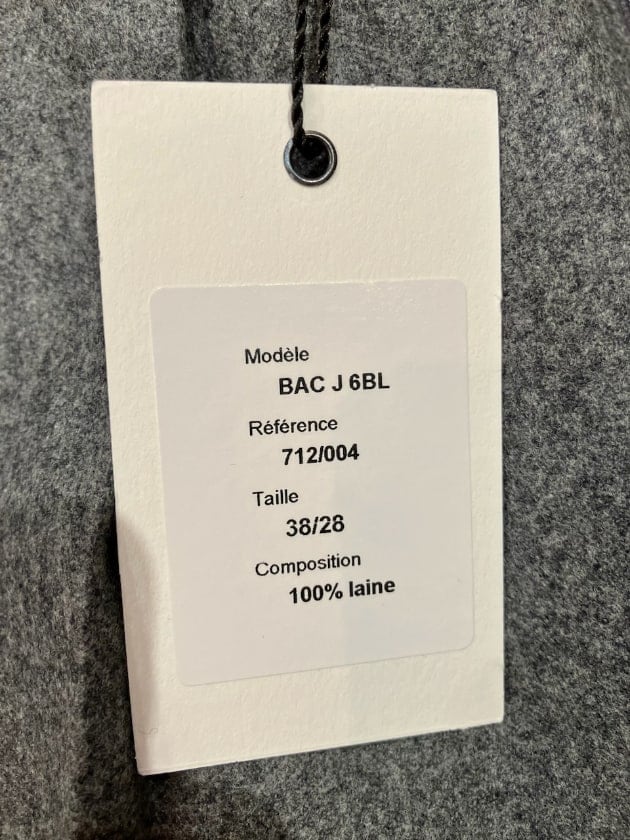 Modèle
BAC J 6BL
Référence
712/004
Taille
38/28
Composition
100% laine